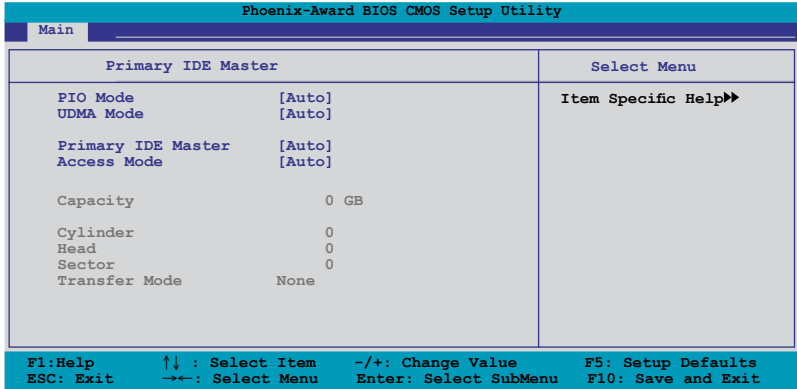 Phoenix-Award BIOS CMOS Setup Utility
Main
Primary IDE Master Select Menu
PIO Mode [Auto] Item Specific Help▶▶
UDMA Mode [Auto]
Primary IDE Master [Auto]
Access Mode [Auto]
Capacity 0 GB
Cylinder 0
Head 0
Sector 0
Transfer Mode None
F1:Help ↑↓ : Select Item -/+: Change Value F5: Setup Defaults
ESC: Exit →←: Select Menu Enter: Select SubMenu F10: Save and Exit